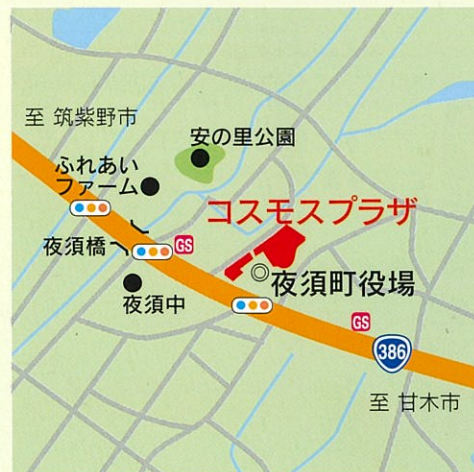 至 筑紫野市
安の里公園
ふれあい
ファーム
コスモスプラザ
夜須橋
GS
夜須町役場
夜須中
GS
386
至 甘木市